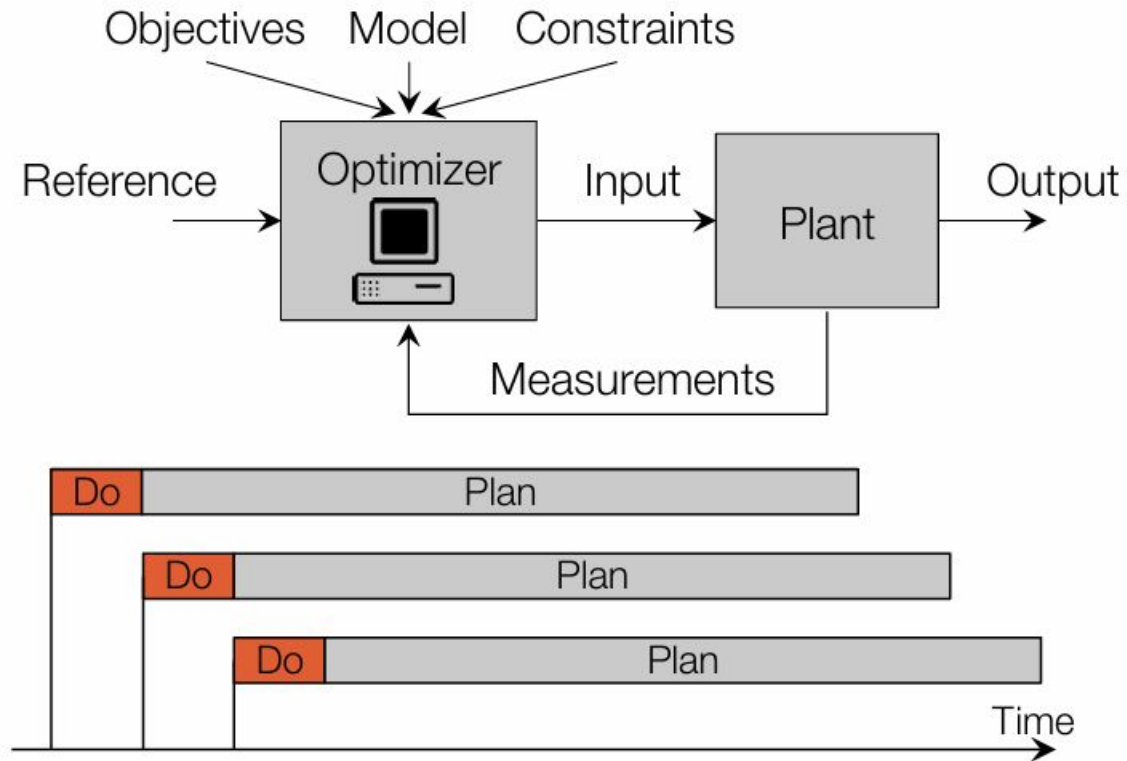 Objectives Model Constraints
Reference
Optimizer
Input
Plant
Output
Measurements
Do Plan
Do Plan
Do Plan
Time